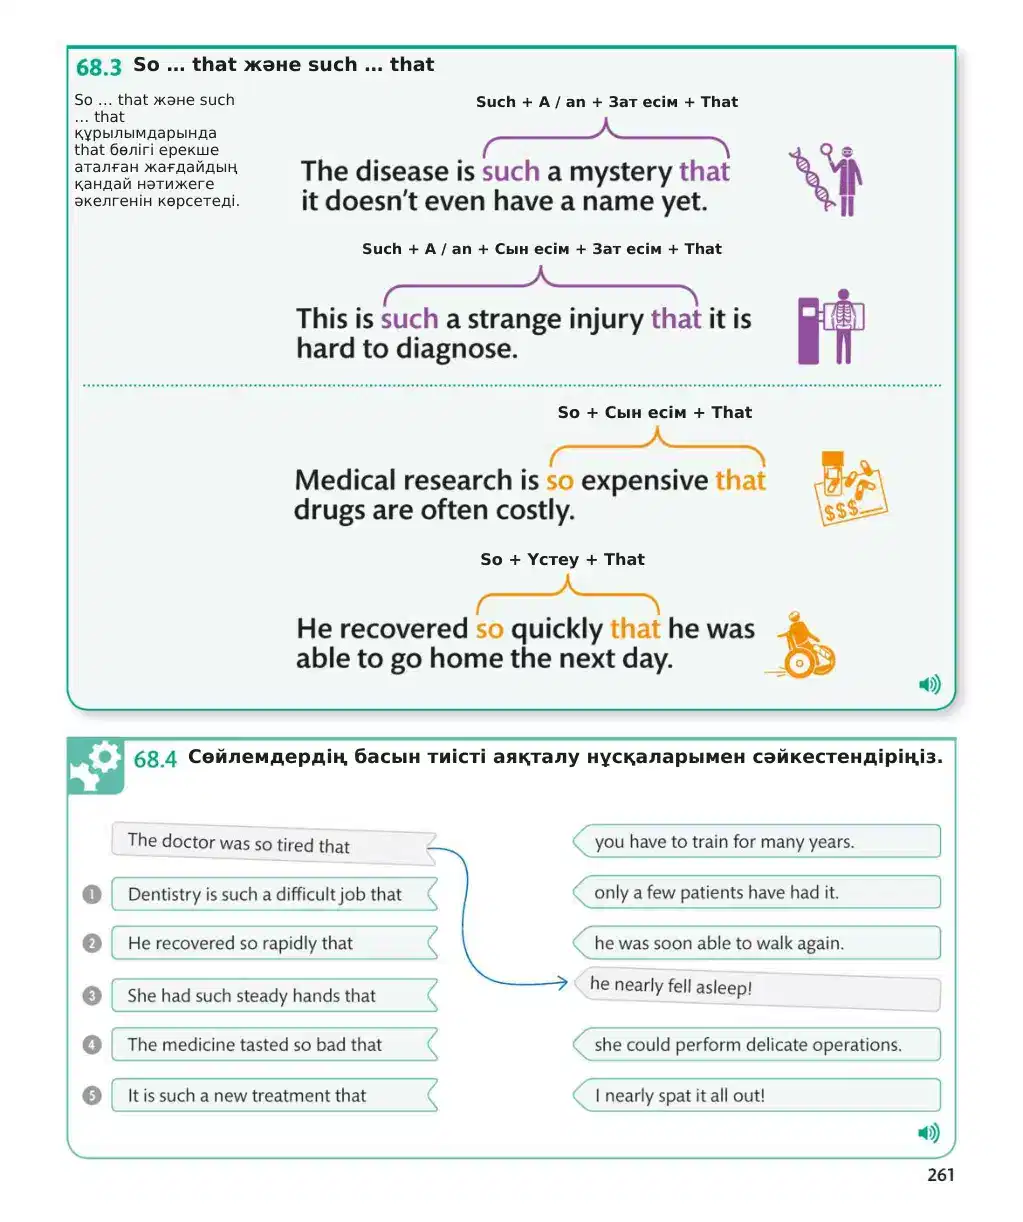 68.3 So … that және such … that
So … that және such
… that
құрылымдарында
that бөлігі ерекше
аталған жағдайдың
қандай нәтижеге
әкелгенін көрсетеді.
Such + A / an + Зат есім + That
The disease is such a mystery that
it doesn’t even have a name yet.
Such + A / an + Сын есім + Зат есім + That
This is such a strange injury that it is
hard to diagnose.
So + Сын есім + That
Medical research is so expensive that
drugs are often costly.
$$$
So + Үстеу + That
He recovered so quickly that he was
able to go home the next day.
68.4 Сөйлемдердің басын тиісті аяқталу нұсқаларымен сәйкестендіріңіз.
The doctor was so tired that
1 Dentistry is such a difficult job that
2 He recovered so rapidly that
3 She had such steady hands that
4 The medicine tasted so bad that
5 It is such a new treatment that
you have to train for many years.
only a few patients have had it.
he was soon able to walk again.
he nearly fell asleep!
she could perform delicate operations.
I nearly spat it all out!
261